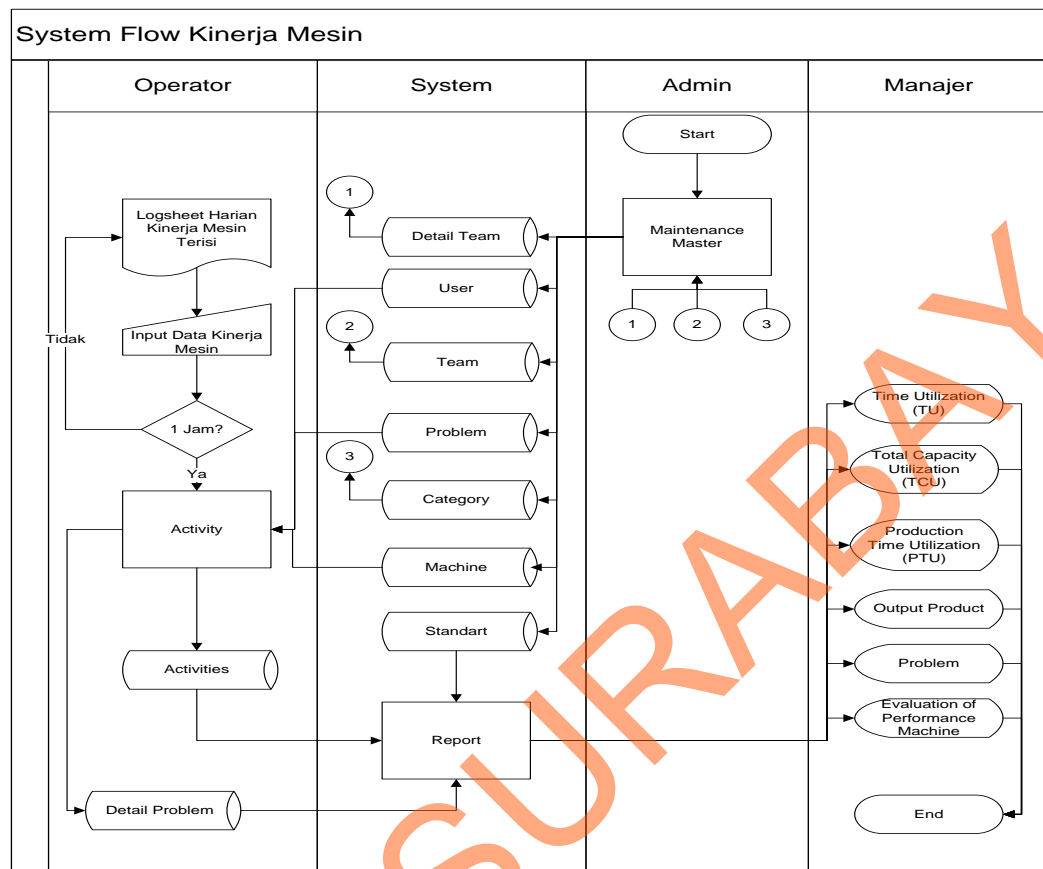 System Flow Kinerja Mesin
Operator
System
Admin
Manajer
Logsheet Harian
Kinerja Mesin
Terisi
Input Data Kinerja
Mesin
Tidak
1 Jam?
Ya
Activity
Activities
Detail Problem
1
Detail Team
User
2
Team
Problem
3
Category
Machine
Standart
Report
Start
Maintenance
Master
1
2
3
Time Utilization
(TU)
Total Capacity
Utilization
(TCU)
Production
Time Utilization
(PTU)
Output Product
Problem
Evaluation of
Performance
Machine
End
SURABAY